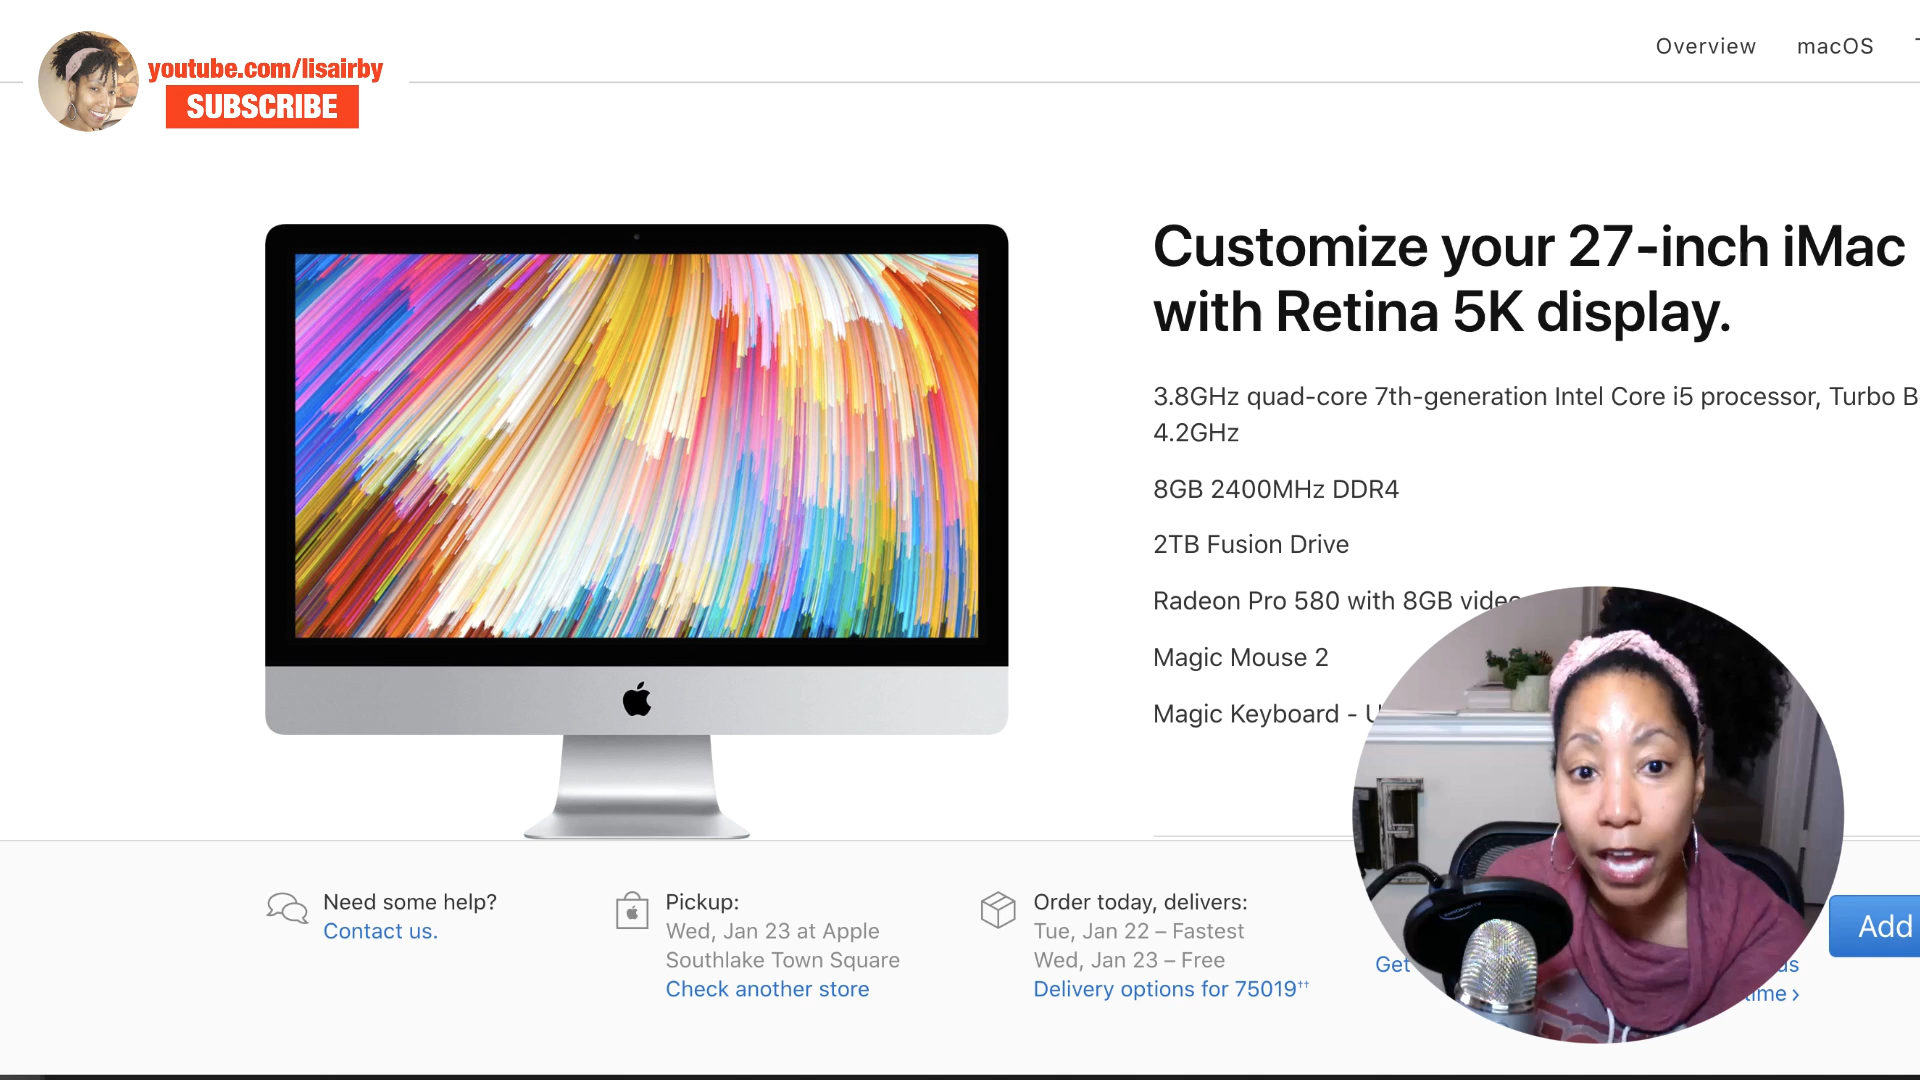 Overview macOS
youtube.com/lisairby
SUBSCRIBE
Customize your 27-inch iMac
with Retina 5K display.
3.8GHz quad-core 7th-generation Intel Core i5 processor, Turbo B
4.2GHz
8GB 2400MHz DDR4
2TB Fusion Drive
Radeon Pro 580 with 8GB video
Magic Mouse 2
Magic Keyboard - U
Need some help?
Contact us.
Pickup:
Wed, Jan 23 at Apple
Southlake Town Square
Check another store
Order today, delivers:
Tue, Jan 22 – Fastest
Wed, Jan 23 – Free
Delivery options for 75019††
Get
time ›
Add